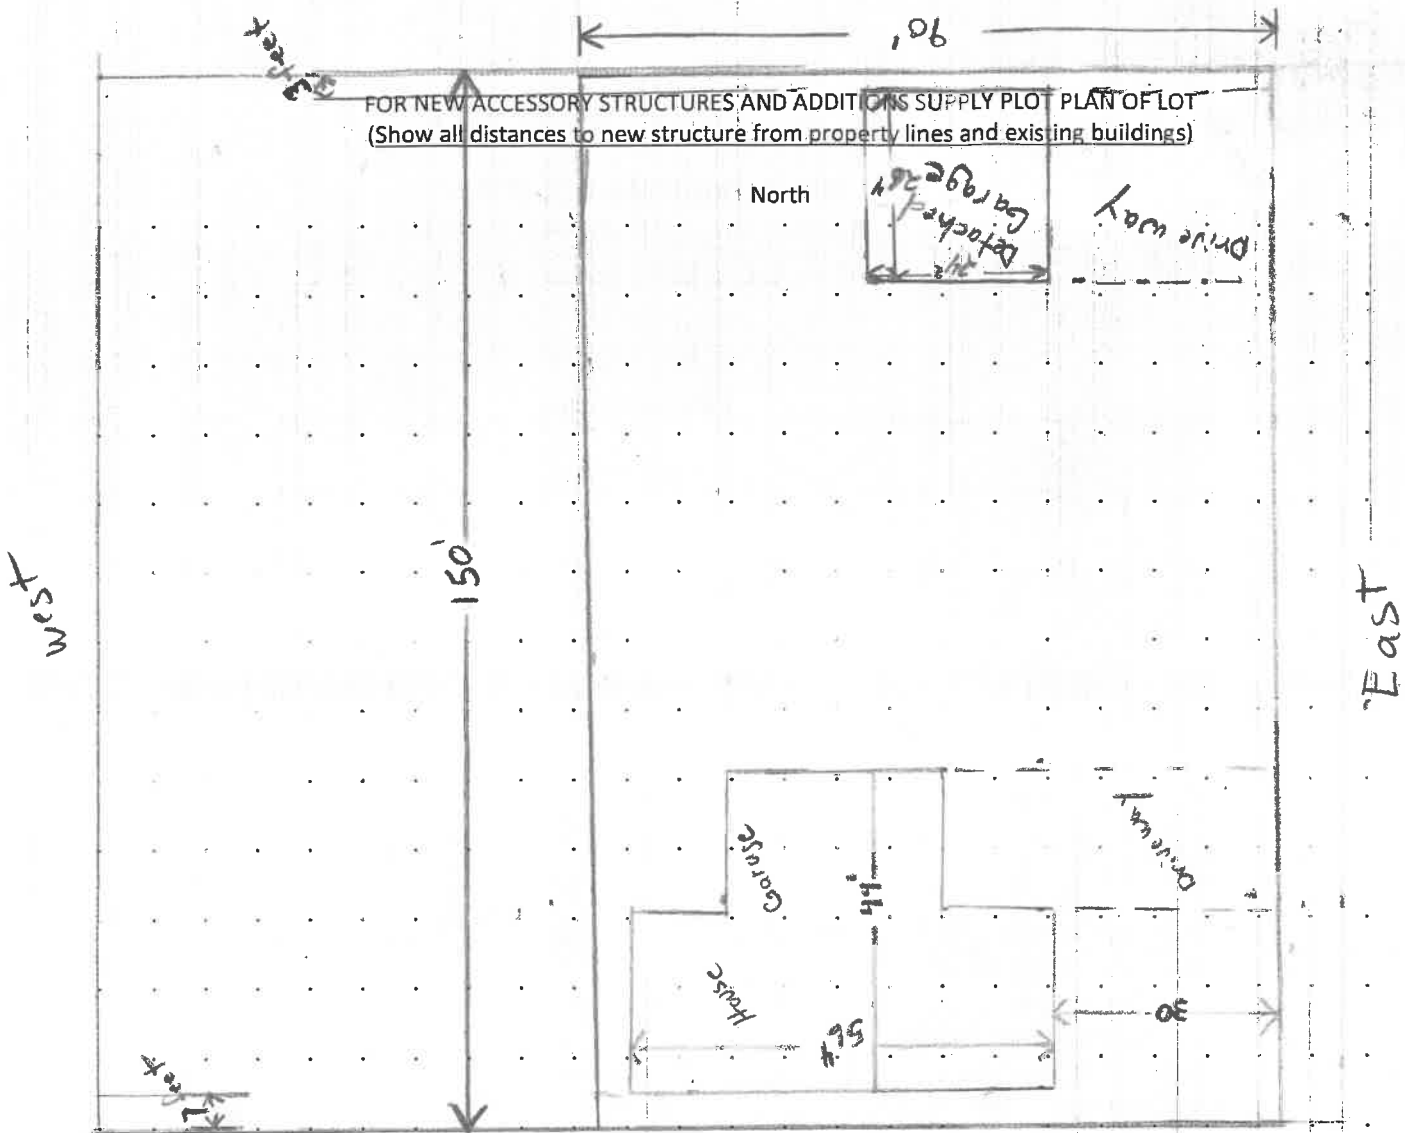 90'
3 feet
FOR NEW ACCESSORY STRUCTURES AND ADDITIONS SUPPLY PLOT PLAN OF LOT
(Show all distances to new structure from property lines and existing buildings)
North
Detached
Garage
24'
Drive way
150'
West
East
Garuse
44'
Driveway
House
56'
30
7 feet